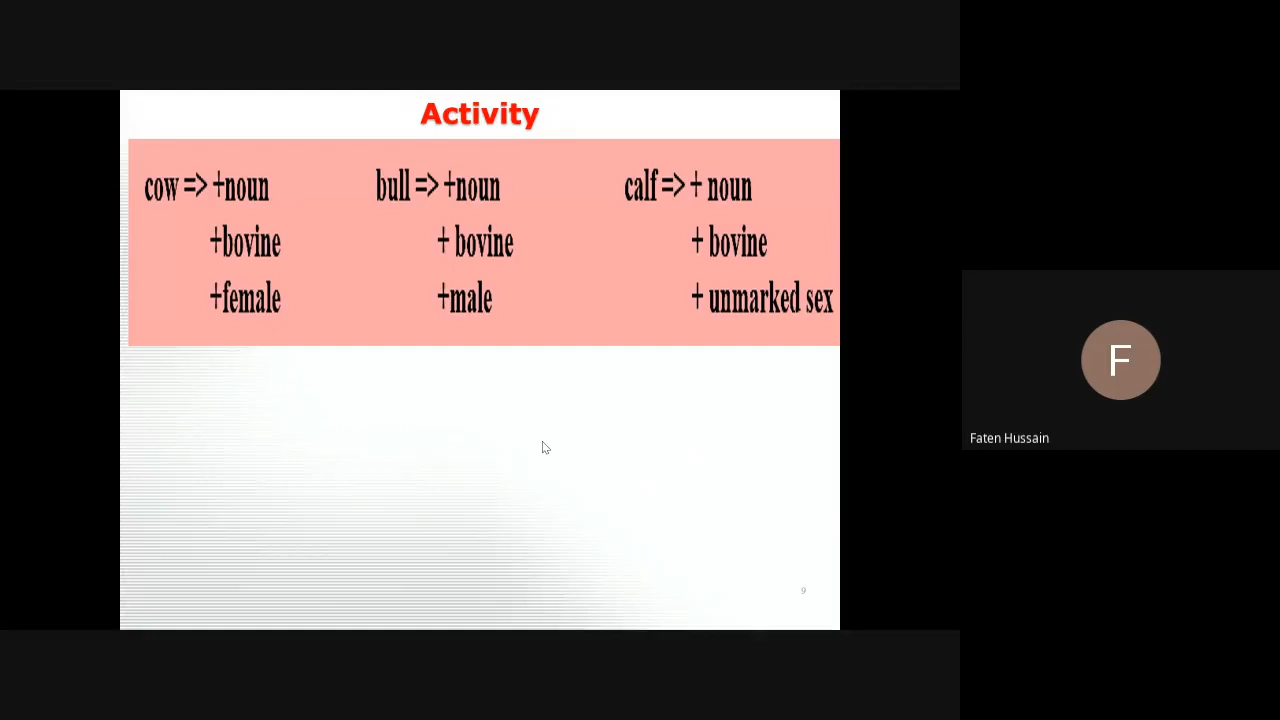 Activity
cow => +noun bull => +noun calf => + noun
+bovine + bovine + bovine
+female +male + unmarked sex
F
Faten Hussain
9